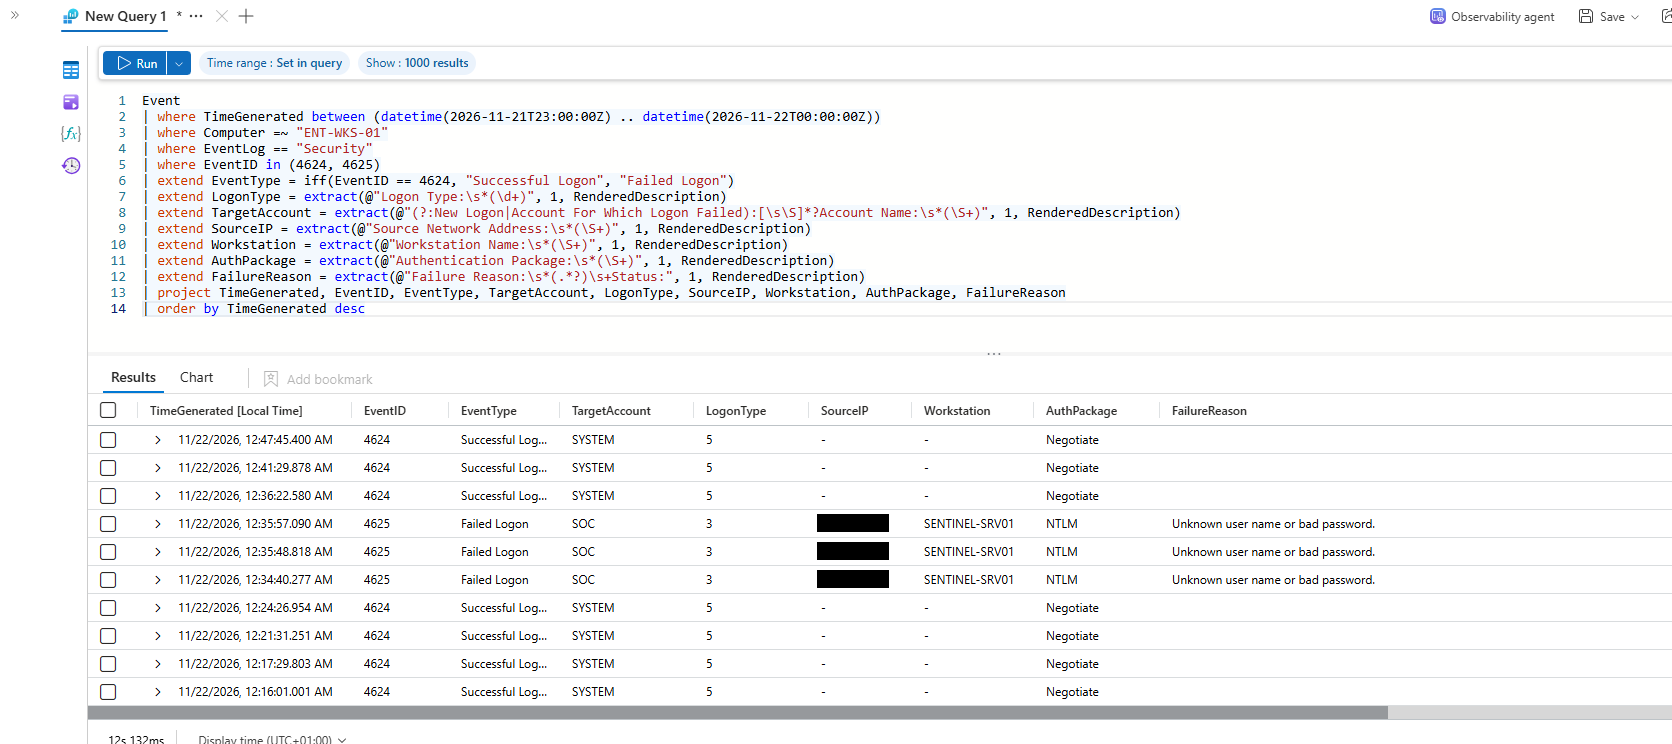 New Query 1 * ...
Observability agent
Save
Run
Time range : Set in query
Show : 1000 results
1 Event
2 | where TimeGenerated between (datetime(2026-11-21T23:00:00Z) .. datetime(2026-11-22T00:00:00Z))
3 | where Computer =~ "ENT-WKS-01"
4 | where EventLog == "Security"
5 | where EventID in (4624, 4625)
6 | extend EventType = iff(EventID == 4624, "Successful Logon", "Failed Logon")
7 | extend LogonType = extract(@"Logon Type:\s*(\d+)", 1, RenderedDescription)
8 | extend TargetAccount = extract(@"(?:New Logon|Account For Which Logon Failed):[\s\S]*?Account Name:\s*(\S+)", 1, RenderedDescription)
9 | extend SourceIP = extract(@"Source Network Address:\s*(\S+)", 1, RenderedDescription)
10 | extend Workstation = extract(@"Workstation Name:\s*(\S+)", 1, RenderedDescription)
11 | extend AuthPackage = extract(@"Authentication Package:\s*(\S+)", 1, RenderedDescription)
12 | extend FailureReason = extract(@"Failure Reason:\s*(.*?)\s+Status:", 1, RenderedDescription)
13 | project TimeGenerated, EventID, EventType, TargetAccount, LogonType, SourceIP, Workstation, AuthPackage, FailureReason
14 | order by TimeGenerated desc
Results Chart Add bookmark
TimeGenerated [Local Time] EventID EventType TargetAccount LogonType SourceIP Workstation AuthPackage FailureReason
11/22/2026, 12:47:45.400 AM 4624 Successful Log... SYSTEM 5 - - Negotiate
11/22/2026, 12:41:29.878 AM 4624 Successful Log... SYSTEM 5 - - Negotiate
11/22/2026, 12:36:22.580 AM 4624 Successful Log... SYSTEM 5 - - Negotiate
11/22/2026, 12:35:57.090 AM 4625 Failed Logon SOC 3 SENTINEL-SRV01 NTLM Unknown user name or bad password.
11/22/2026, 12:35:48.818 AM 4625 Failed Logon SOC 3 SENTINEL-SRV01 NTLM Unknown user name or bad password.
11/22/2026, 12:34:40.277 AM 4625 Failed Logon SOC 3 SENTINEL-SRV01 NTLM Unknown user name or bad password.
11/22/2026, 12:24:26.954 AM 4624 Successful Log... SYSTEM 5 - - Negotiate
11/22/2026, 12:21:31.251 AM 4624 Successful Log... SYSTEM 5 - - Negotiate
11/22/2026, 12:17:29.803 AM 4624 Successful Log... SYSTEM 5 - - Negotiate
11/22/2026, 12:16:01.001 AM 4624 Successful Log... SYSTEM 5 - - Negotiate
12s 132ms Display time (UTC+01:00)